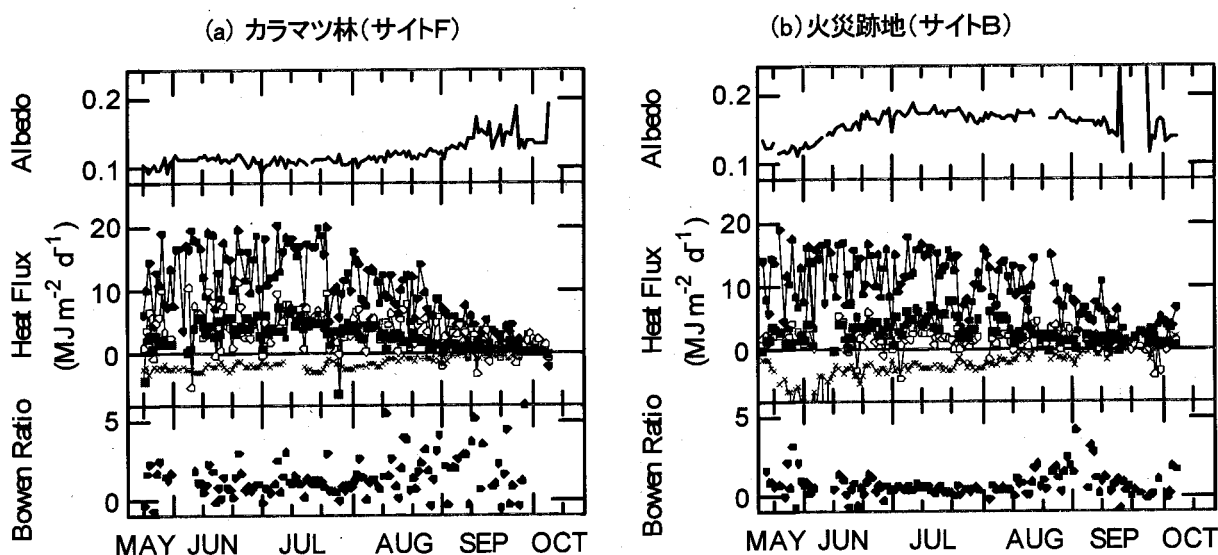 (a) カラマツ林(サイトF)
Albedo
0.2
0.1
Heat Flux
(MJ m⁻² d⁻¹)
20
10
0
Bowen Ratio
5
0
MAY JUN JUL AUG SEP OCT
(b) 火災跡地(サイトB)
Albedo
0.2
0.1
Heat Flux
(MJ m⁻² d⁻¹)
20
10
0
Bowen Ratio
5
0
MAY JUN JUL AUG SEP OCT